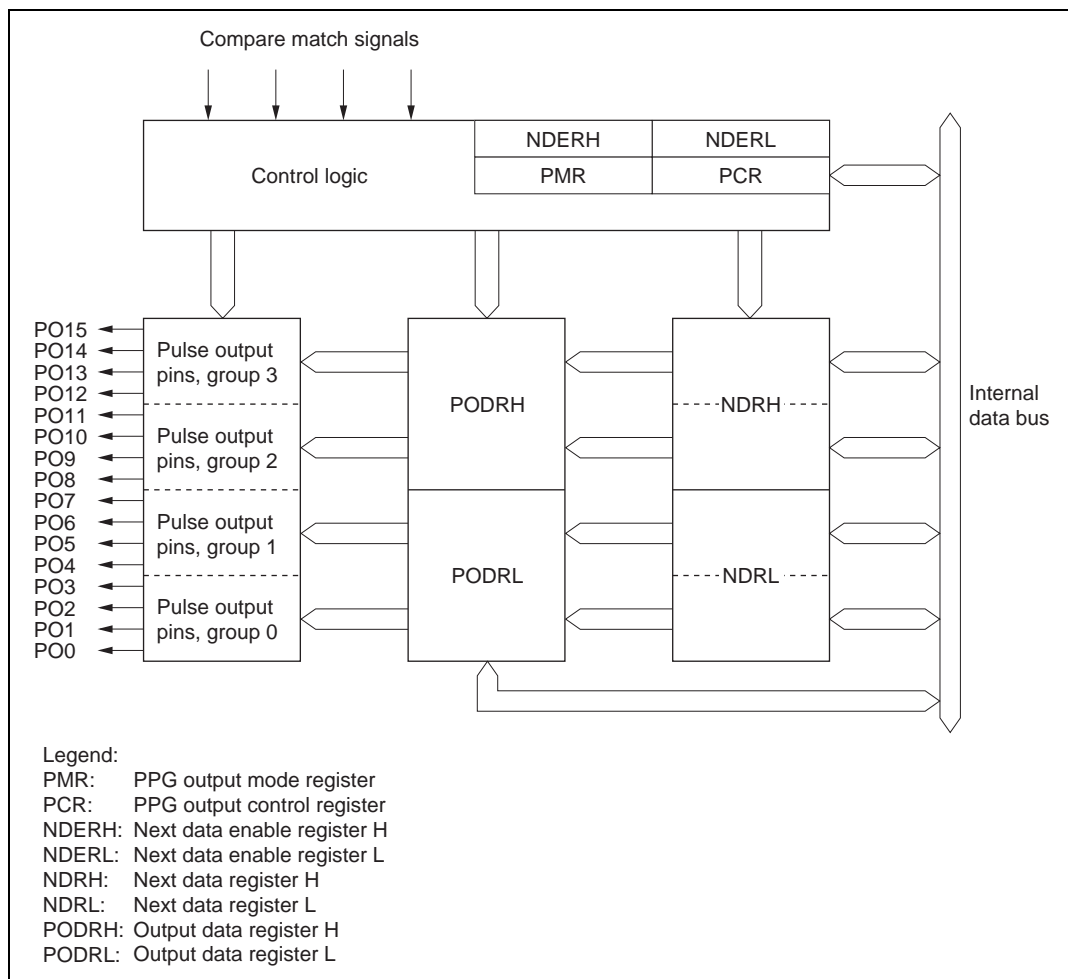 Compare match signals
NDERH
NDERL
Control logic
PMR
PCR
PO15
PO14
PO13
PO12
PO11
PO10
PO9
PO8
PO7
PO6
PO5
PO4
PO3
PO2
PO1
PO0
Pulse output
pins, group 3
Pulse output
pins, group 2
Pulse output
pins, group 1
Pulse output
pins, group 0
PODRH
PODRL
NDRH
NDRL
Internal
data bus
Legend:
PMR: PPG output mode register
PCR: PPG output control register
NDERH: Next data enable register H
NDERL: Next data enable register L
NDRH: Next data register H
NDRL: Next data register L
PODRH: Output data register H
PODRL: Output data register L